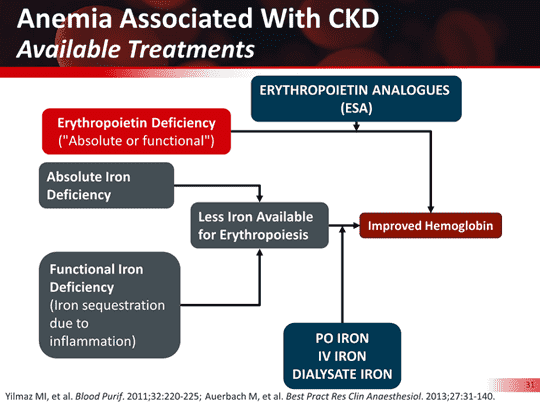 Anemia Associated With CKD
Available Treatments
ERYTHROPOIETIN ANALOGUES
(ESA)
Erythropoietin Deficiency
("Absolute or functional")
Absolute Iron
Deficiency
Less Iron Available
for Erythropoiesis
Improved Hemoglobin
Functional Iron
Deficiency
(Iron sequestration
due to
inflammation)
PO IRON
IV IRON
DIALYSATE IRON
31
Yilmaz MI, et al. Blood Purif. 2011;32:220-225; Auerbach M, et al. Best Pract Res Clin Anaesthesiol. 2013;27:31-140.